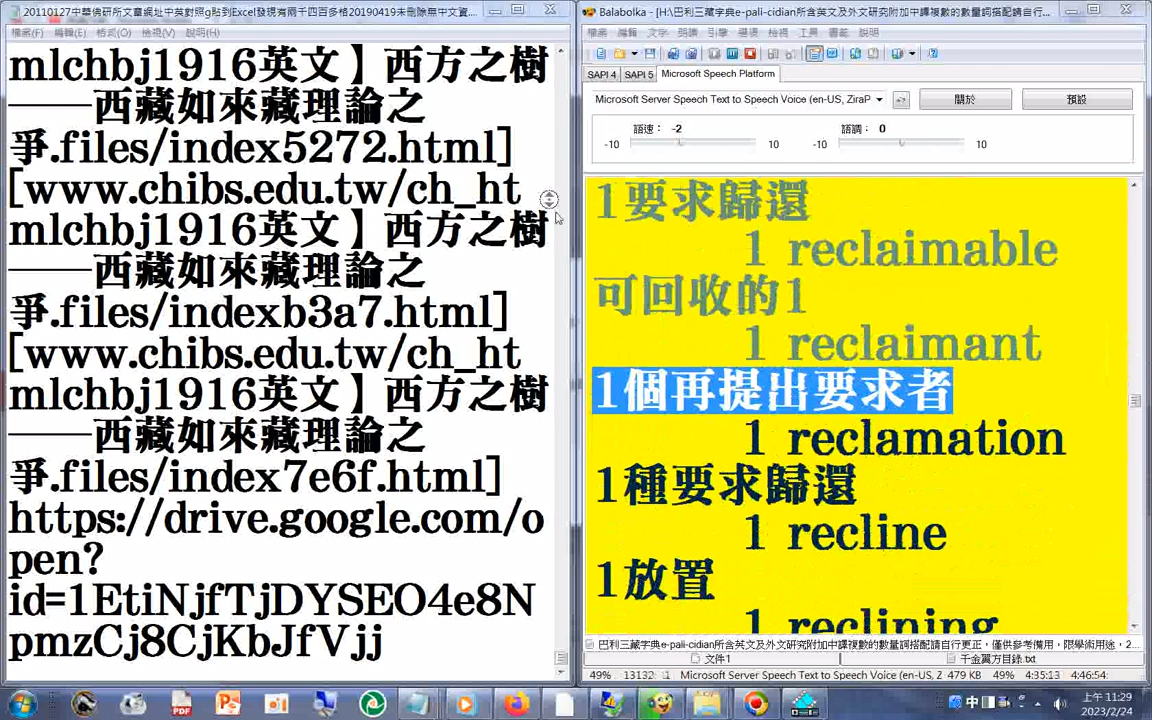 20110127中華佛研所文章網址中英對照g貼到Excel發現有兩千四百多格20190419未刪除無中文資...
檔案(F) 編輯(E) 格式(O) 檢視(V) 說明(H)
mlchbj1916英文】西方之樹
——西藏如來藏理論之
爭.files/index5272.html]
[www.chibs.edu.tw/ch_ht
mlchbj1916英文】西方之樹
——西藏如來藏理論之
爭.files/indexb3a7.html]
[www.chibs.edu.tw/ch_ht
mlchbj1916英文】西方之樹
——西藏如來藏理論之
爭.files/index7e6f.html]
https://drive.google.com/o
pen?
id=1EtiNjfTjDYSEO4e8N
pmzCj8CjKbJfVjj
Balabolka - [H:\巴利三藏字典e-pali-cidian所含英文及外文研究附加中譯複數的數量詞搭配請自行...
檔案 編輯 文字 朗讀 引擎 選項 檢視 工具 書籤 說明
SAPI 4 SAPI 5 Microsoft Speech Platform
Microsoft Server Speech Text to Speech Voice (en-US, ZiraP
關於 預設
語速： -2 語調： 0
-10 10 -10 10
1要求歸還
1 reclaimable
可回收的1
1 reclaimant
1個再提出要求者
1 reclamation
1種要求歸還
1 recline
1放置
1 reclining
巴利三藏字典e-pali-cidian所含英文及外文研究附加中譯複數的數量詞搭配請自行更正，僅供參考備用，限學術用途，2...
文件1 千金翼方目錄.txt
49% 13132: 49% Microsoft Server Speech Text to Speech Voice (en-US, Z 479 KB 4:35:13 4:46:54
中
上午 11:29
2023/2/24